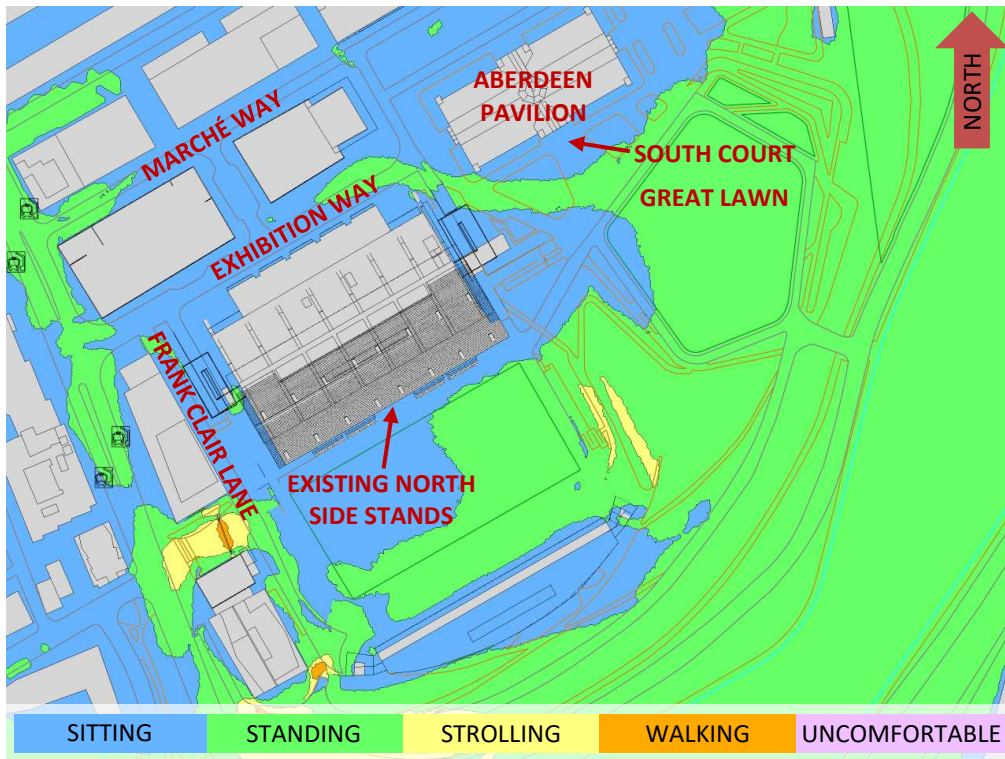 ABERDEEN
PAVILION
NORTH
MARCHÉ WAY
SOUTH COURT
GREAT LAWN
EXHIBITION WAY
FRANK CLAIR LANE
EXISTING NORTH
SIDE STANDS
SITTING
STANDING
STROLLING
WALKING
UNCOMFORTABLE